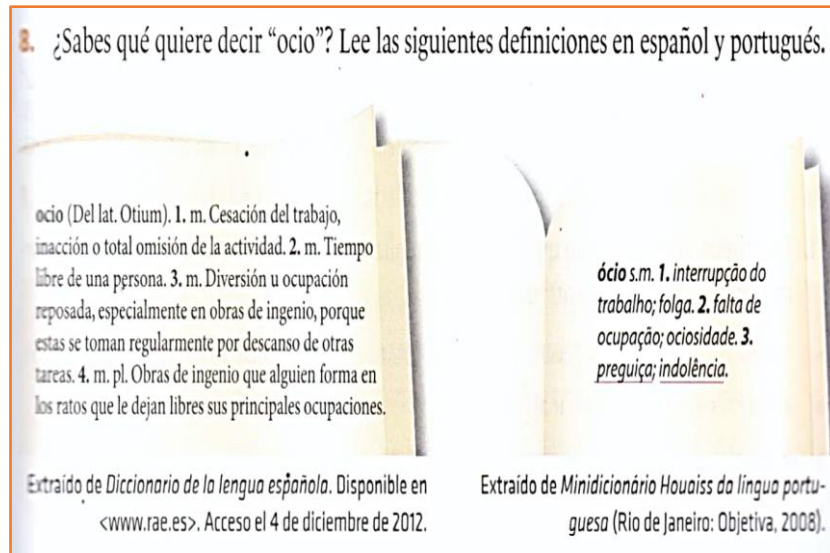 8. ¿Sabes qué quiere decir “ocio”? Lee las siguientes definiciones en español y portugués.
ocio (Del lat. Otium). 1. m. Cesación del trabajo,
inacción o total omisión de la actividad. 2. m. Tiempo
libre de una persona. 3. m. Diversión u ocupación
reposada, especialmente en obras de ingenio, porque
estas se toman regularmente por descanso de otras
tareas. 4. m. pl. Obras de ingenio que alguien forma en
los ratos que le dejan libres sus principales ocupaciones.
Extraído de Diccionario de la lengua española. Disponible en
<www.rae.es>. Acceso el 4 de diciembre de 2012.
ócio s.m. 1. interrupção do
trabalho; folga. 2. falta de
ocupação; ociosidade. 3.
preguiça; indolência.
Extraído de Minidicionário Houaiss da língua portu-
guesa (Rio de Janeiro: Objetiva, 2008).